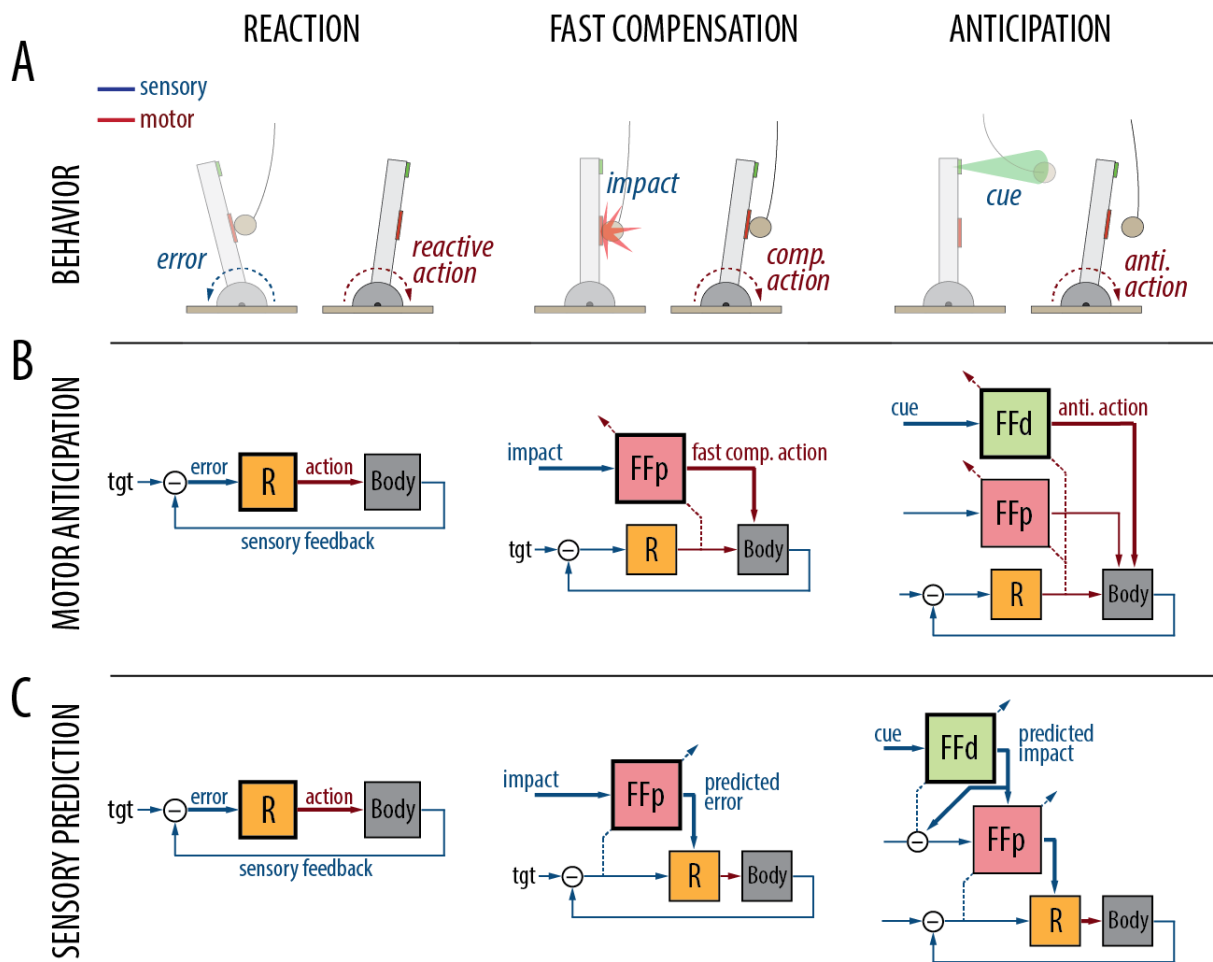 REACTION
FAST COMPENSATION
ANTICIPATION
A
sensory
motor
BEHAVIOR
error
reactive
action
impact
comp.
action
cue
anti.
action
B
MOTOR ANTICIPATION
tgt
−
error
R
action
Body
sensory feedback
impact
FFp
fast comp. action
tgt
−
R
Body
cue
FFd
anti. action
FFp
−
R
Body
C
SENSORY PREDICTION
tgt
−
error
R
action
Body
sensory feedback
impact
FFp
predicted
error
tgt
−
R
Body
cue
FFd
predicted
impact
−
FFp
−
R
Body